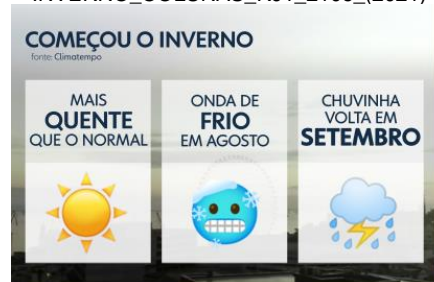 COMEÇOU O INVERNO
fonte: Climatempo
MAIS
QUENTE
QUE O NORMAL
ONDA DE
FRIO
EM AGOSTO
CHUVINHA
VOLTA EM
SETEMBRO